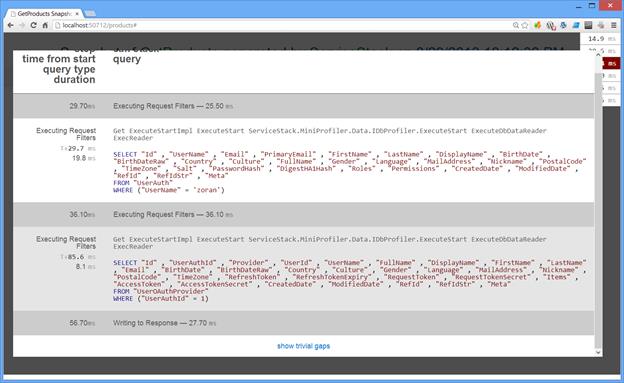 GetProducts Snapsh
localhost:50712/products#
14.9 ms
time from start
query type
duration
query
29.70ms
Executing Request Filters — 25.50 ms
Executing Request
Filters
T+29.7 ms
19.8 ms
Get ExecuteStartImpl ExecuteStart ServiceStack.MiniProfiler.Data.IDbProfiler.ExecuteStart ExecuteDbDataReader
ExecReader
SELECT "Id" , "UserName" , "Email" , "PrimaryEmail" , "FirstName" , "LastName" , "DisplayName" , "BirthDate" ,
"BirthDateRaw" , "Country" , "Culture" , "FullName" , "Gender" , "Language" , "MailAddress" , "Nickname" , "PostalCode"
, "TimeZone" , "Salt" , "PasswordHash" , "DigestHA1Hash" , "Roles" , "Permissions" , "CreatedDate" , "ModifiedDate" ,
"RefId" , "RefIdStr" , "Meta"
FROM "UserAuth"
WHERE ("UserName" = 'zoran')
36.10ms
Executing Request Filters — 36.10 ms
Executing Request
Filters
T+85.6 ms
8.1 ms
Get ExecuteStartImpl ExecuteStart ServiceStack.MiniProfiler.Data.IDbProfiler.ExecuteStart ExecuteDbDataReader
ExecReader
SELECT "Id" , "UserAuthId" , "Provider" , "UserId" , "UserName" , "FullName" , "DisplayName" , "FirstName" , "LastName"
, "Email" , "BirthDate" , "BirthDateRaw" , "Country" , "Culture" , "Gender" , "Language" , "MailAddress" , "Nickname" ,
"PostalCode" , "TimeZone" , "RefreshToken" , "RefreshTokenExpiry" , "RequestToken" , "RequestTokenSecret" , "Items" ,
"AccessToken" , "AccessTokenSecret" , "CreatedDate" , "ModifiedDate" , "RefId" , "RefIdStr" , "Meta"
FROM "UserOAuthProvider"
WHERE ("UserAuthId" = 1)
56.70ms
Writing to Response — 27.70 ms
show trivial gaps